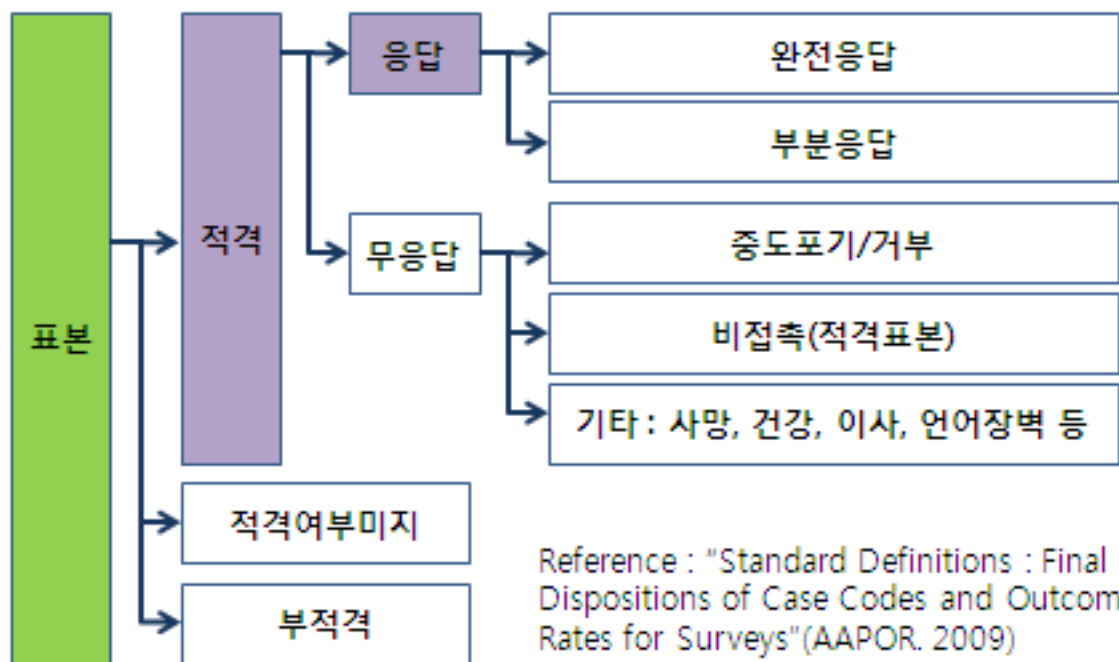 표본
적격
응답
완전응답
부분응답
무응답
중도포기/거부
비접촉(적격표본)
기타 : 사망, 건강, 이사, 언어장벽 등
적격여부미지
부적격
Reference : "Standard Definitions : Final
Dispositions of Case Codes and Outcom
Rates for Surveys"(AAPOR. 2009)